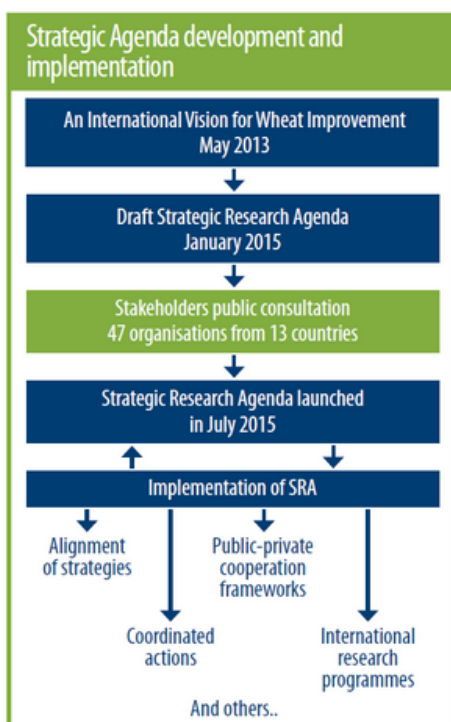 Strategic Agenda development and
implementation
An International Vision for Wheat Improvement
May 2013
Draft Strategic Research Agenda
January 2015
Stakeholders public consultation
47 organisations from 13 countries
Strategic Research Agenda launched
in July 2015
Implementation of SRA
Alignment
of strategies
Public-private
cooperation
frameworks
Coordinated
actions
International
research
programmes
And others..